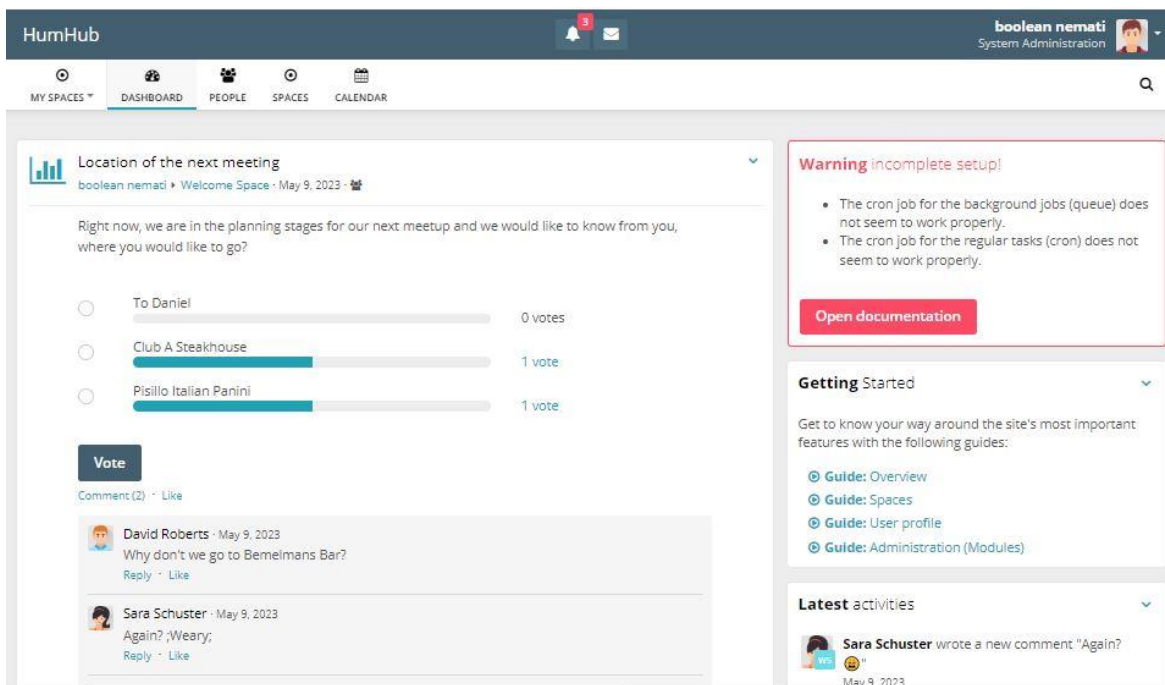 HumHub
3
boolean nemati
System Administration
MY SPACES
DASHBOARD
PEOPLE
SPACES
CALENDAR
Location of the next meeting
boolean nemati Welcome Space · May 9, 2023 ·
Right now, we are in the planning stages for our next meetup and we would like to know from you,
where you would like to go?
To Daniel
0 votes
Club A Steakhouse
1 vote
Pisillo Italian Panini
1 vote
Vote
Comment (2) · Like
David Roberts · May 9, 2023
Why don't we go to Bemelmans Bar?
Reply · Like
Sara Schuster · May 9, 2023
Again? ;Weary;
Reply · Like
Warning incomplete setup!
• The cron job for the background jobs (queue) does
not seem to work properly.
• The cron job for the regular tasks (cron) does not
seem to work properly.
Open documentation
Getting Started
Get to know your way around the site's most important
features with the following guides:
Guide: Overview
Guide: Spaces
Guide: User profile
Guide: Administration (Modules)
Latest activities
WS
Sara Schuster wrote a new comment "Again?
😩"
May 9, 2023